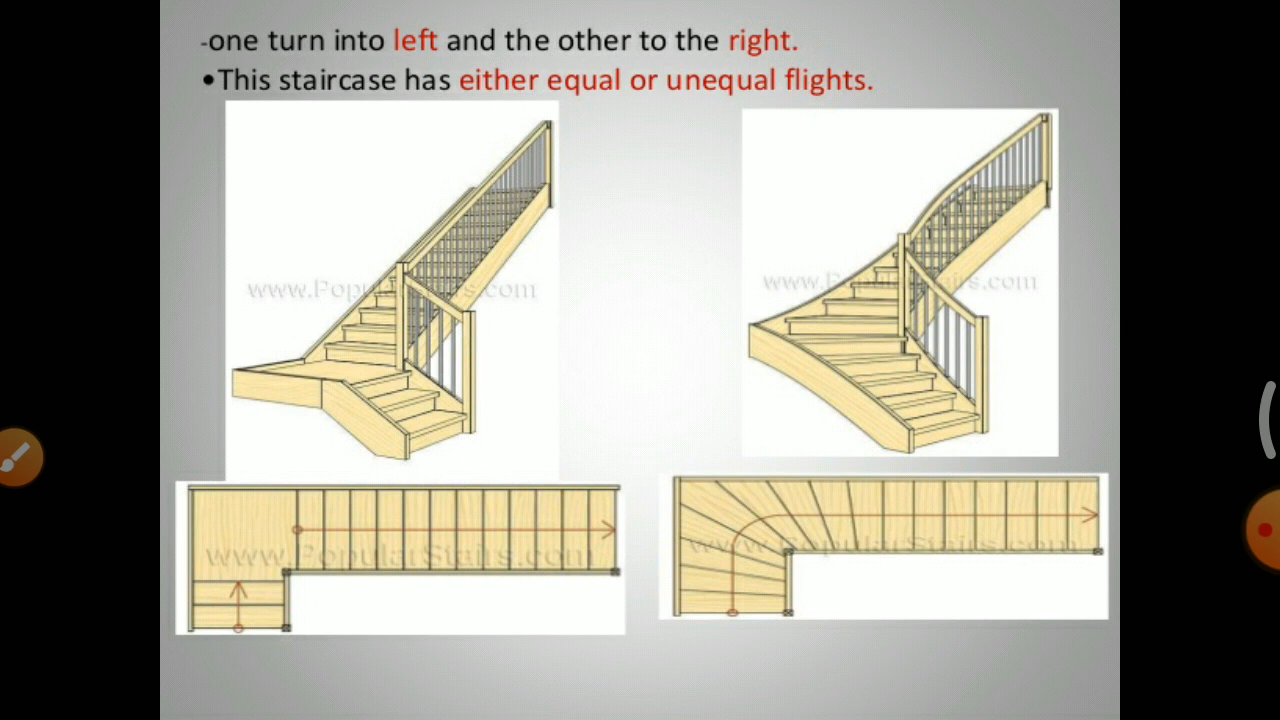 -one turn into left and the other to the right.
•This staircase has either equal or unequal flights.
www.PopularStairs.com
www.PopularStairs.com
www.PopularStairs.com
www.PopularStairs.com